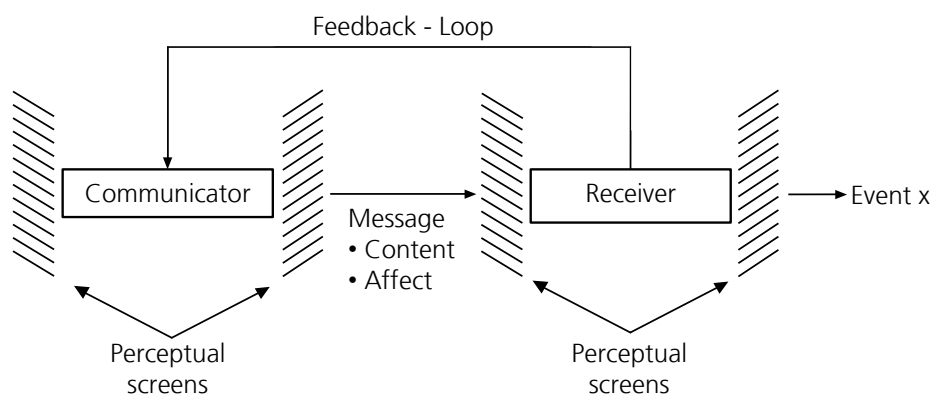 Feedback - Loop
Communicator
Receiver
Event x
Message
• Content
• Affect
Perceptual
screens
Perceptual
screens